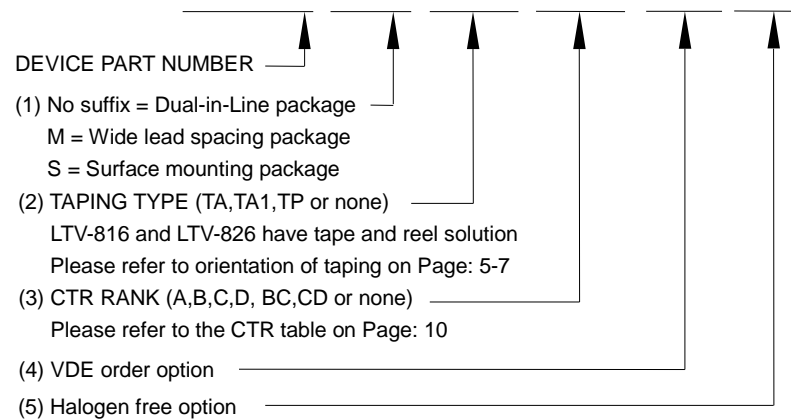 DEVICE PART NUMBER
(1) No suffix = Dual-in-Line package
M = Wide lead spacing package
S = Surface mounting package
(2) TAPING TYPE (TA,TA1,TP or none)
LTV-816 and LTV-826 have tape and reel solution
Please refer to orientation of taping on Page: 5-7
(3) CTR RANK (A,B,C,D, BC,CD or none)
Please refer to the CTR table on Page: 10
(4) VDE order option
(5) Halogen free option